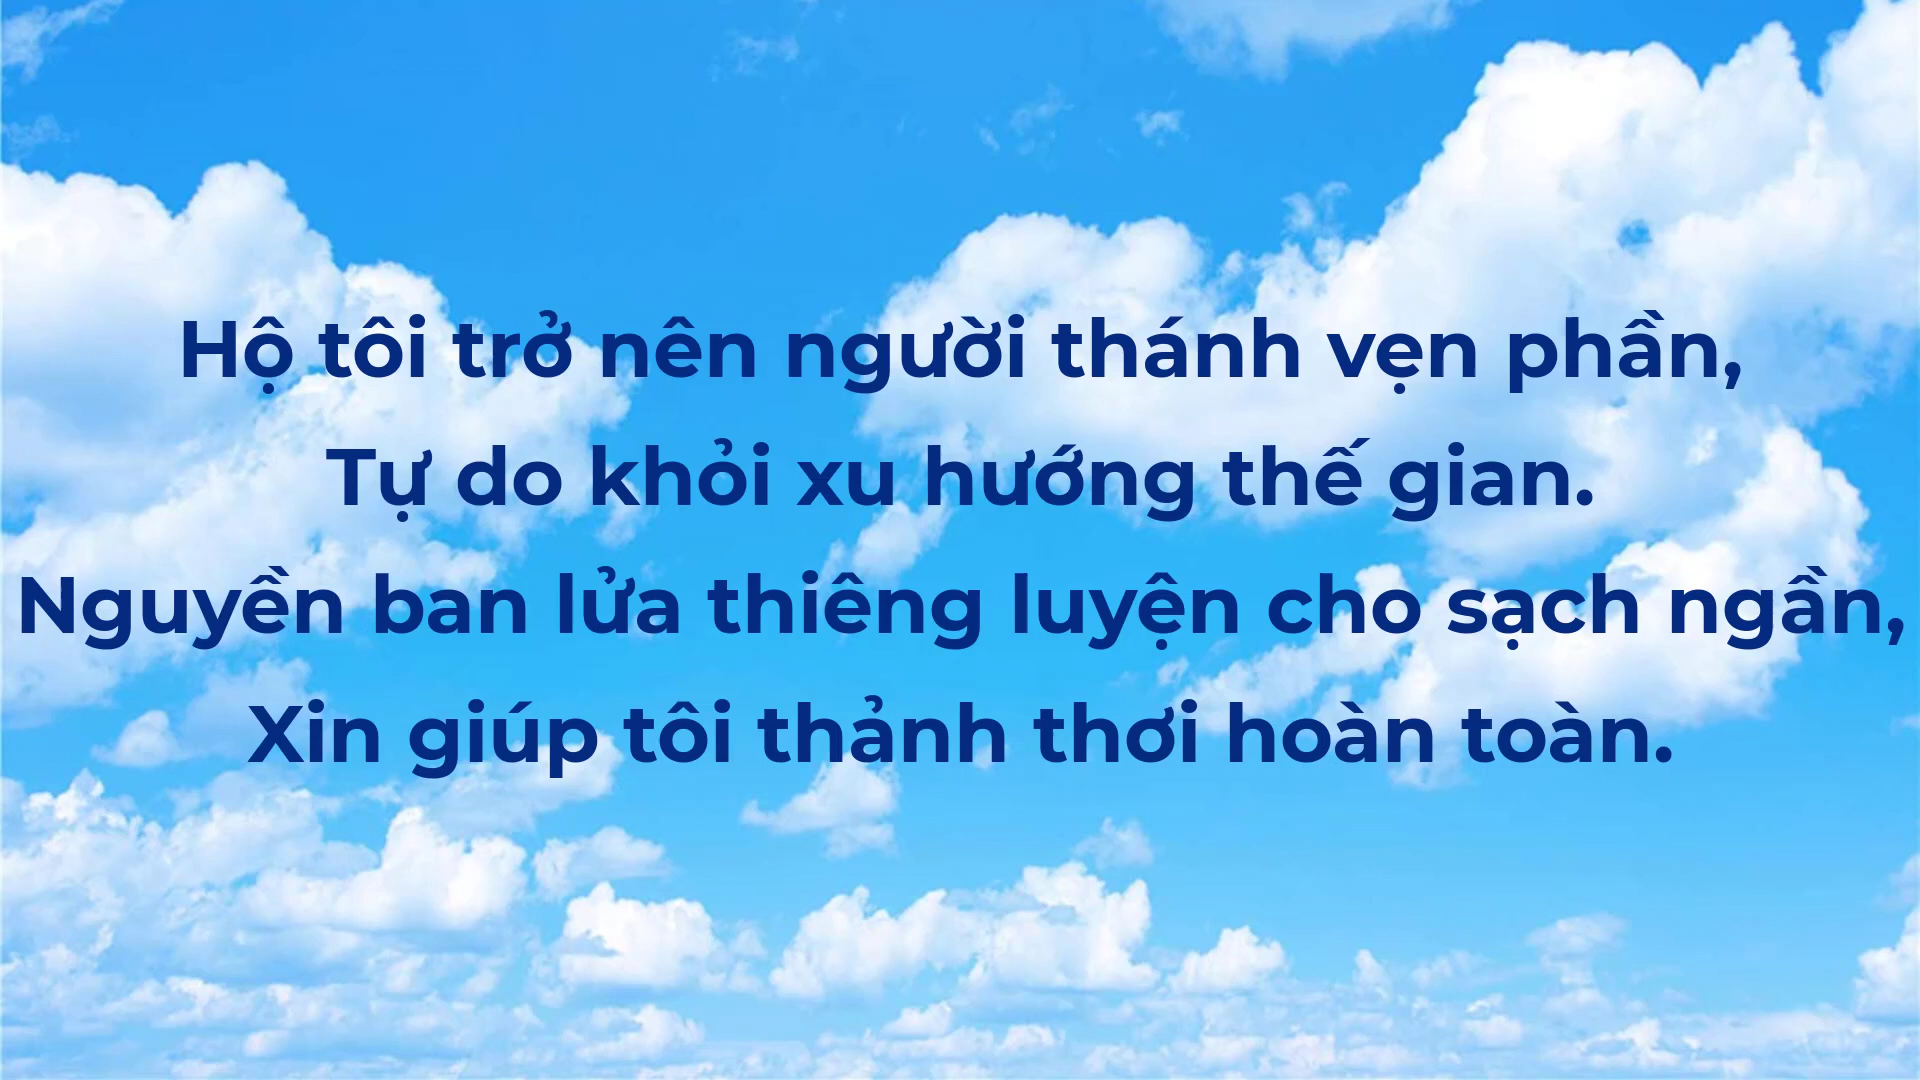 Hộ tôi trở nên người thánh vẹn phần,
Tự do khỏi xu hướng thế gian.
Nguyền ban lửa thiêng luyện cho sạch ngần,
Xin giúp tôi thảnh thơi hoàn toàn.